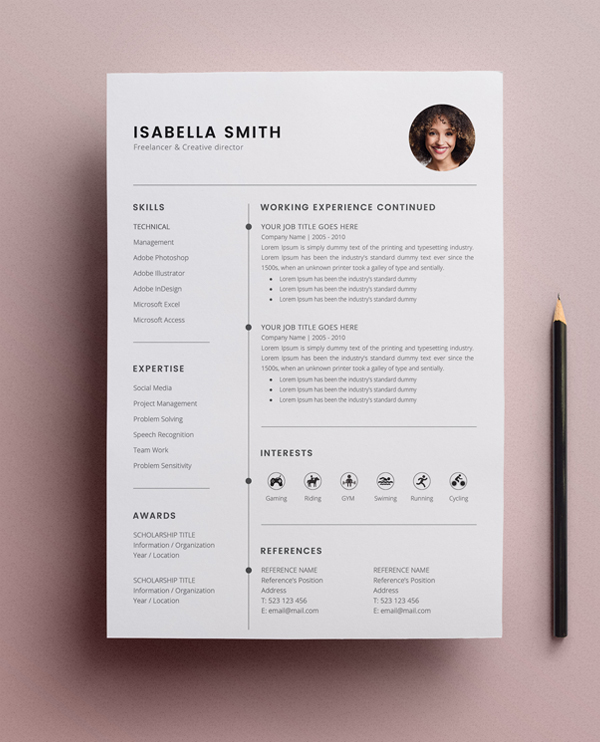 ISABELLA SMITH
Freelancer & Creative director
SKILLS
TECHNICAL
Management
Adobe Photoshop
Adobe Illustrator
Adobe InDesign
Microsoft Excel
Microsoft Access
EXPERTISE
Social Media
Project Management
Problem Solving
Speech Recognition
Team Work
Problem Sensitivity
AWARDS
SCHOLARSHIP TITLE
Information / Organization
Year / Location
SCHOLARSHIP TITLE
Information / Organization
Year / Location
WORKING EXPERIENCE CONTINUED
YOUR JOB TITLE GOES HERE
Company Name | 2005 - 2010
Lorem Ipsum is simply dummy text of the printing and typesetting industry.
Lorem Ipsum has been the industry's standard dummy text ever since the
1500s, when an unknown printer took a galley of type and sentially.
• Lorem Ipsum has been the industry's standard dummy
• Lorem Ipsum has been the industry's standard dummy
• Lorem Ipsum has been the industry's standard dummy
YOUR JOB TITLE GOES HERE
Company Name | 2005 - 2010
Lorem Ipsum is simply dummy text of the printing and typesetting industry.
Lorem Ipsum has been the industry's standard dummy text ever since the
1500s, when an unknown printer took a galley of type and sentially.
• Lorem Ipsum has been the industry's standard dummy
• Lorem Ipsum has been the industry's standard dummy
• Lorem Ipsum has been the industry's standard dummy
INTERESTS
Gaming Riding GYM Swiming Running Cycling
REFERENCES
REFERENCE NAME
Reference's Position
Address
T: 523 123 456
E: email@mail.com
REFERENCE NAME
Reference's Position
Address
T: 523 123 456
E: email@mail.com